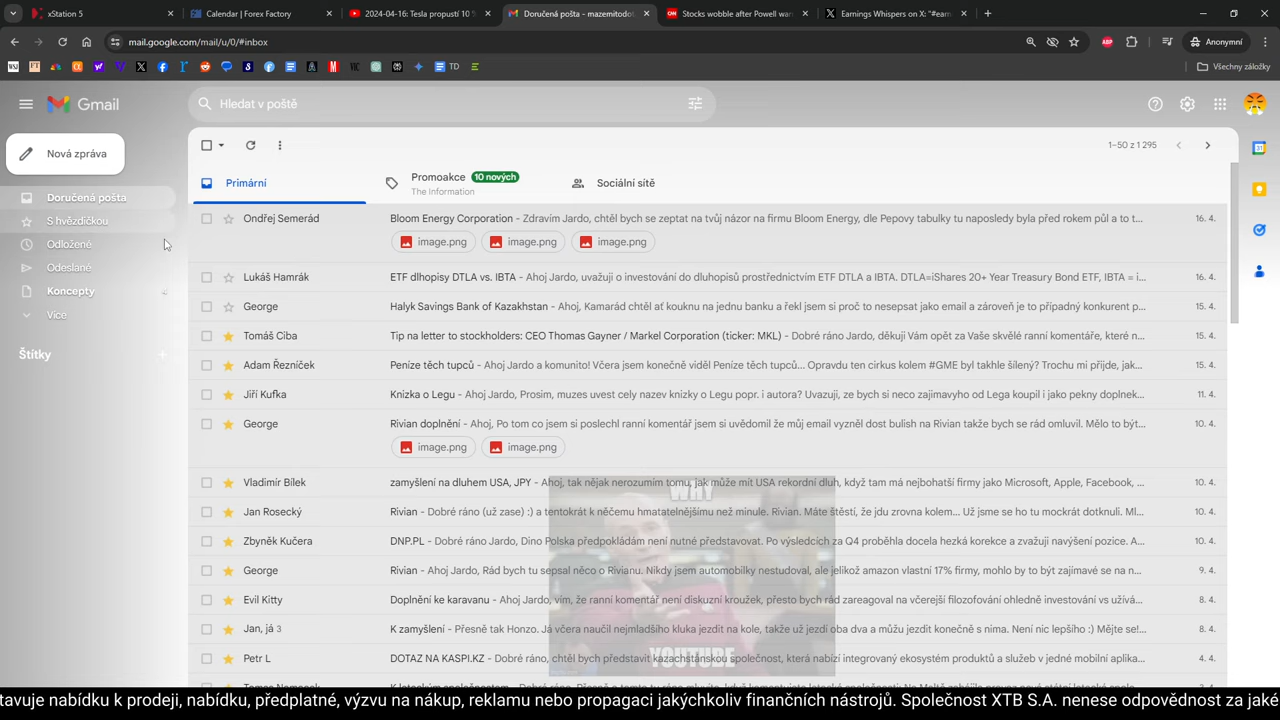 xStation 5
Calendar | Forex Factory
2024-04-16: Tesla propustí 10 5
Doručená pošta - mazemitodot
Stocks wobble after Powell war
Earnings Whispers on X: "#ear
mail.google.com/mail/u/0/#inbox
Anonymní
TD
Všechny záložky
Gmail
Hledat v poště
Nová zpráva
Doručená pošta
S hvězdičkou
Odložené
Odeslané
Koncepty
Více
Štítky
1–50 z 1 295
Primární
Promoakce 10 nových
The Information
Sociální sítě
Ondřej Semerád Bloom Energy Corporation - Zdravím Jardo, chtěl bych se zeptat na tvůj názor na firmu Bloom Energy, dle Pepovy tabulky tu naposledy byla před rokem půl a to t... 16. 4.
image.png image.png image.png
Lukáš Hamrák ETF dlhopisy DTLA vs. IBTA - Ahoj Jardo, uvažuji o investování do dluhopisů prostřednictvím ETF DTLA a IBTA. DTLA=iShares 20+ Year Treasury Bond ETF, IBTA = i... 16. 4.
George Halyk Savings Bank of Kazakhstan - Ahoj, Kamarád chtěl ať kouknu na jednu banku a řekl jsem si proč to nesepsat jako email a zároveň je to případný konkurent p... 15. 4.
Tomáš Ciba Tip na letter to stockholders: CEO Thomas Gayner / Markel Corporation (ticker: MKL) - Dobré ráno Jardo, děkuji Vám opět za Vaše skvělé ranní komentáře, které n... 15. 4.
Adam Řezníček Peníze těch tupců - Ahoj Jardo a komunito! Včera jsem konečně viděl Peníze těch tupců... Opravdu ten cirkus kolem #GME byl takhle šílený? Trochu mi přijde, jak... 15. 4.
Jiří Kufka Knizka o Legu - Ahoj Jardo, Prosim, muzes uvest cely nazev knizky o Legu popr. i autora? Uvazuji, ze bych si neco zajimavyho od Lega koupil i jako pekny doplnek... 11. 4.
George Rivian doplnění - Ahoj, Po tom co jsem si poslechl ranní komentář jsem si uvědomil že můj email vyzněl dost bulish na Rivian takže bych se rád omluvil. Mělo to být... 10. 4.
image.png image.png
Vladimír Bílek zamyšlení na dluhem USA, JPY - Ahoj, tak nějak nerozumím tomu, jak může mít USA rekordní dluh, když tam má nejbohatší firmy jako Microsoft, Apple, Facebook, ... 10. 4.
WHY
Jan Rosecký Rivian - Dobré ráno (už zase) :) a tentokrát k něčemu hmatatelnějšímu než minule. Rivian. Máte štěstí, že jdu zrovna kolem... Už jsme se ho tu mockrát dotknuli. Ml... 10. 4.
Zbyněk Kučera DNP.PL - Dobré ráno Jardo, Dino Polska předpokládám není nutné představovat. Po výsledcích za Q4 proběhla docela hezká korekce a zvažuji navýšení pozice. A... 10. 4.
George Rivian - Ahoj Jardo, Rád bych tu sepsal něco o Rivianu. Nikdy jsem automobilky nestudoval, ale jelikož amazon vlastní 17% firmy, mohlo by to být zajímavé se na n... 9. 4.
Evil Kitty Doplnění ke karavanu - Ahoj Jardo, vím, že ranní komentář není diskuzní kroužek, přesto bych rád zareagoval na včerejší filozofování ohledně investování vs užívá... 8. 4.
Jan, já 3 K zamyšlení - Přesně tak Honzo. Já včera naučil nejmladšího kluka jezdit na kole, takže už jezdí oba dva a můžu jezdit konečně s nima. Není nic lepšího :) Mějte se!... 8. 4.
Petr L DOTAZ NA KASPI.KZ - Dobré ráno, chtěl bych představit kazachstánskou společnost, která nabízí integrovaný ekosystém produktů a služeb v jedné mobilní aplika... 4. 4.
YOUTUBE
tavuje nabídku k prodeji, nabídku, předplatné, výzvu na nákup, reklamu nebo propagaci jakýchkoliv finančních nástrojů. Společnost XTB S.A. nenese odpovědnost za jaké